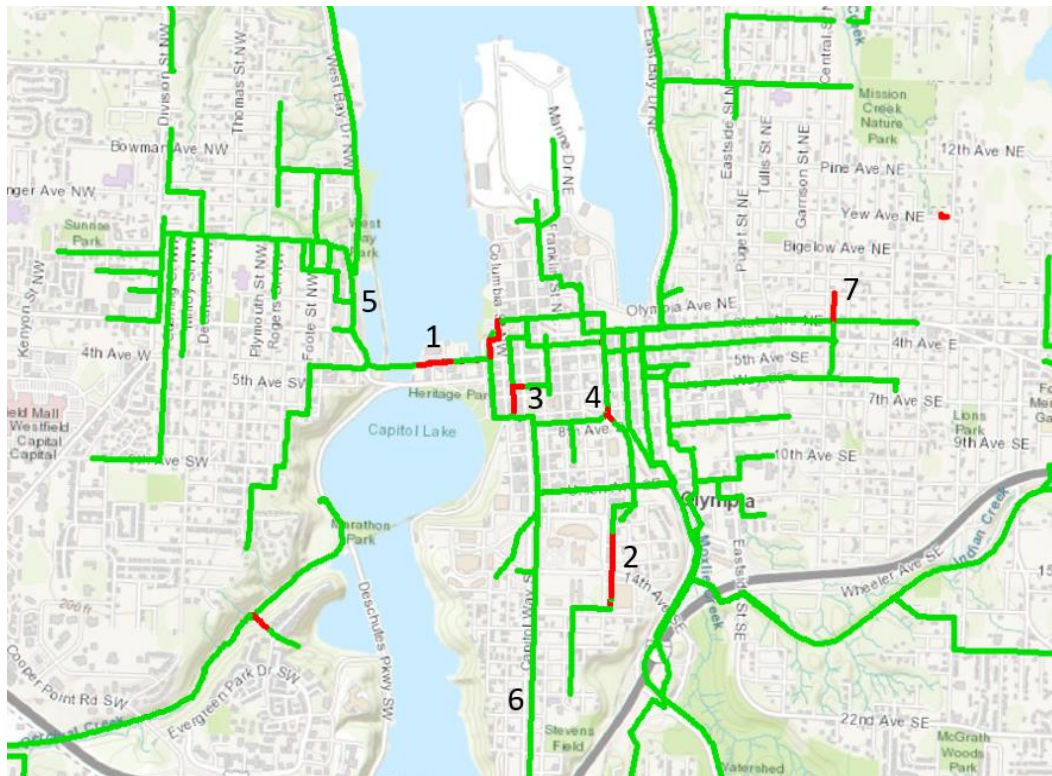 Division St NW
Thomas St NW
West Bay Dr NW
East Bay Dr NE
Creek
Central St NE
Mission
Creek
Nature
Park
Marine Dr NE
Eastside St NE
Tullis St NE
Garrison St NE
Bowman Ave NW
12th Ave NE
Pine Ave NE
nger Ave NW
Yew Ave NE
Puget St NE
Sunrise
Park
West
Bay
Park
Columbia St NW
Franklin St NE
Bigelow Ave NE
7
5
1
Olympia Ave NE
Kenyon St NW
Plymouth St NW
Rogers St NW
Foote St NW
4th Ave W
4th Ave E
5th Ave SE
5th Ave SW
Heritage Park
3
4
7th Ave SE
Lions
Park
field Mall
Westfield
Capital
Capitol Lake
8th Ave
9th Ave SE
10th Ave SE
Olympia
Marathon
Park
2
14th Ave SE
Moxlie Creek
Eastside St SE
Wheeler Ave SE
Indian Creek
15
200 ft
Capitol Way S
Deschutes Pkwy SW
Cooper Point Rd SW
Evergreen Park Dr SW
Percival Creek
6
Stevens
Field
22nd Ave SE
McGrath
Woods
Park
Watershed